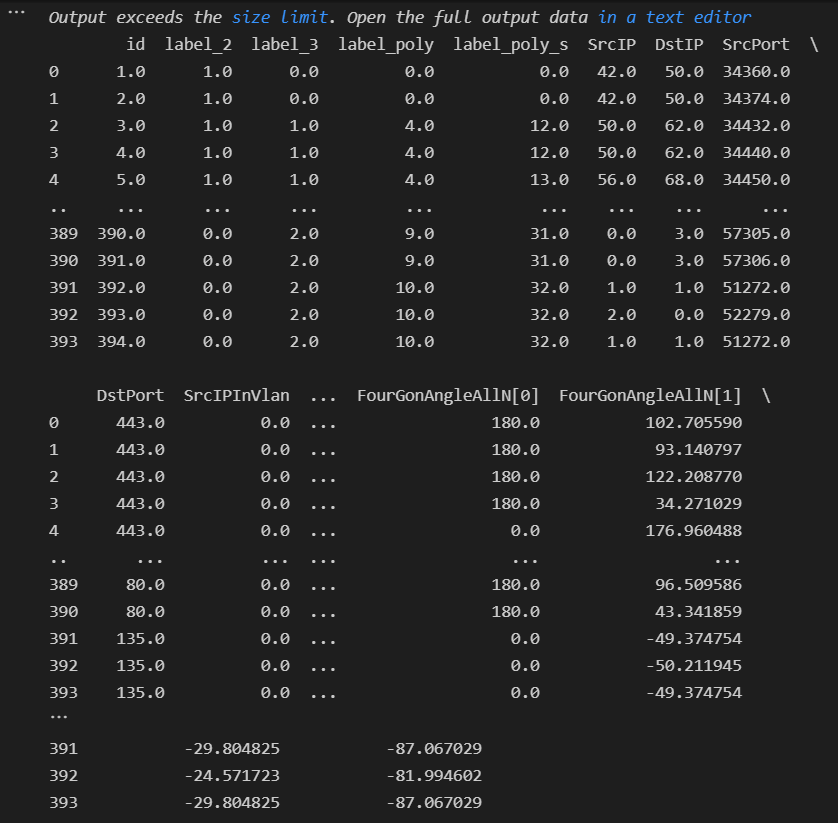 ... Output exceeds the size limit. Open the full output data in a text editor
id label_2 label_3 label_poly label_poly_s SrcIP DstIP SrcPort \
0 1.0 1.0 0.0 0.0 0.0 42.0 50.0 34360.0
1 2.0 1.0 0.0 0.0 0.0 42.0 50.0 34374.0
2 3.0 1.0 1.0 4.0 12.0 50.0 62.0 34432.0
3 4.0 1.0 1.0 4.0 12.0 50.0 62.0 34440.0
4 5.0 1.0 1.0 4.0 13.0 56.0 68.0 34450.0
.. ... ... ... ... ... ... ... ...
389 390.0 0.0 2.0 9.0 31.0 0.0 3.0 57305.0
390 391.0 0.0 2.0 9.0 31.0 0.0 3.0 57306.0
391 392.0 0.0 2.0 10.0 32.0 1.0 1.0 51272.0
392 393.0 0.0 2.0 10.0 32.0 2.0 0.0 52279.0
393 394.0 0.0 2.0 10.0 32.0 1.0 1.0 51272.0
DstPort SrcIPInVlan ... FourGonAngleAllN[0] FourGonAngleAllN[1] \
0 443.0 0.0 ... 180.0 102.705590
1 443.0 0.0 ... 180.0 93.140797
2 443.0 0.0 ... 180.0 122.208770
3 443.0 0.0 ... 180.0 34.271029
4 443.0 0.0 ... 0.0 176.960488
.. ... ... ... ... ...
389 80.0 0.0 ... 180.0 96.509586
390 80.0 0.0 ... 180.0 43.341859
391 135.0 0.0 ... 0.0 -49.374754
392 135.0 0.0 ... 0.0 -50.211945
393 135.0 0.0 ... 0.0 -49.374754
...
391 -29.804825 -87.067029
392 -24.571723 -81.994602
393 -29.804825 -87.067029